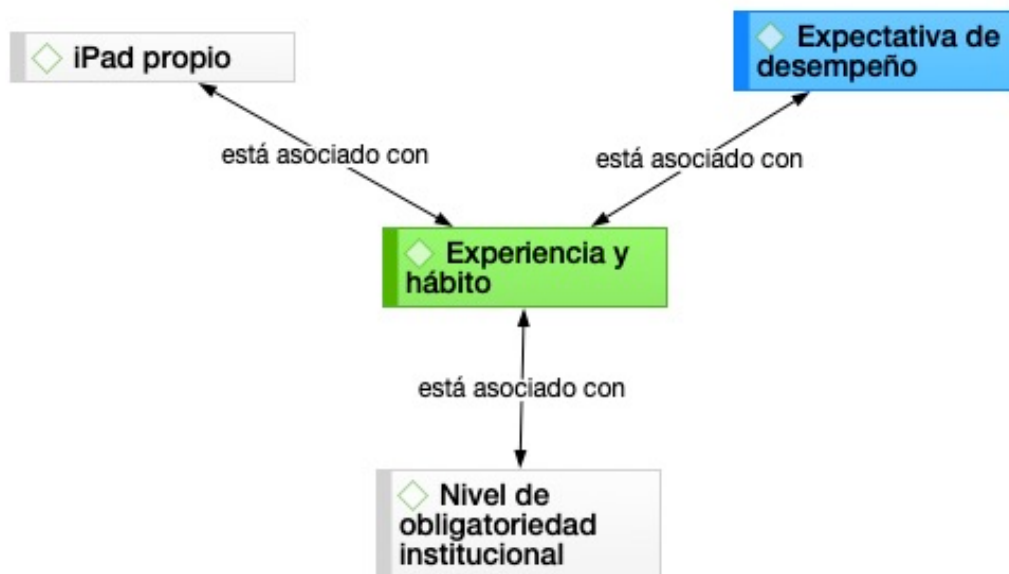 iPad propio
Expectativa de
desempeño
está asociado con
está asociado con
Experiencia y
hábito
está asociado con
Nivel de
obligatoriedad
institucional